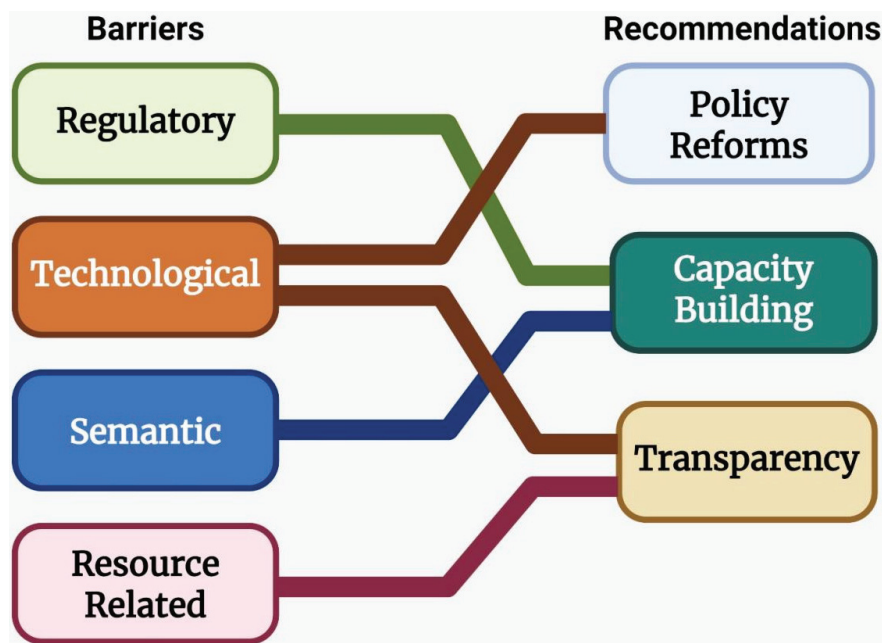 Barriers
Recommendations
Regulatory
Technological
Semantic
Resource
Related
Policy
Reforms
Capacity
Building
Transparency